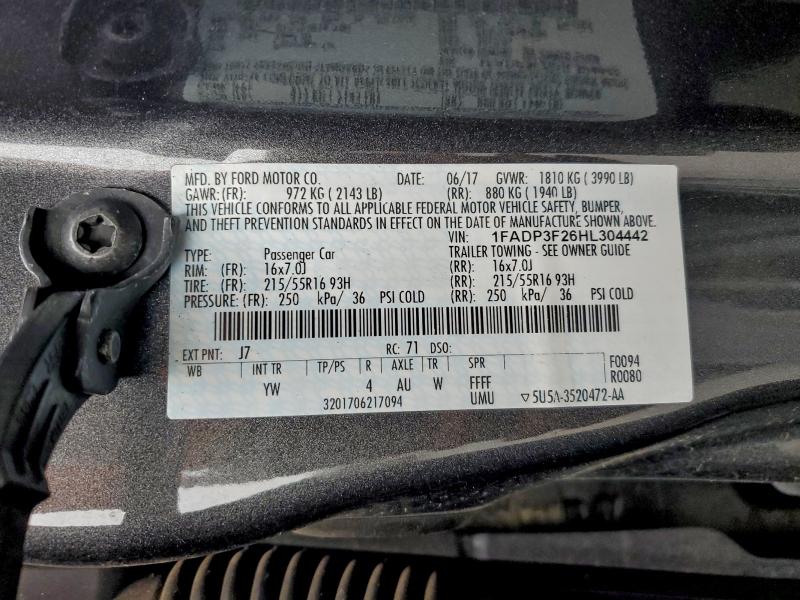 MFD. BY FORD MOTOR CO. DATE: 06/17 GVWR: 1810 KG ( 3990 LB)
GAWR: (FR): 972 KG ( 2143 LB) (RR): 880 KG ( 1940 LB)
THIS VEHICLE CONFORMS TO ALL APPLICABLE FEDERAL MOTOR VEHICLE SAFETY, BUMPER,
AND THEFT PREVENTION STANDARDS IN EFFECT ON THE DATE OF MANUFACTURE SHOWN ABOVE.
VIN: 1FADP3F26HL304442
TYPE: Passenger Car TRAILER TOWING - SEE OWNER GUIDE
RIM: (FR): 16x7.0J (RR): 16x7.0J
TIRE: (FR): 215/55R16 93H (RR): 215/55R16 93H
PRESSURE: (FR): 250 kPa/ 36 PSI COLD (RR): 250 kPa/ 36 PSI COLD
EXT PNT: J7 RC: 71 DSO:
WB INT TR TP/PS R AXLE TR SPR F0094
YW 4 AU W FFFF R0080
3201706217094 UMU ▽5U5A-3520472-AA